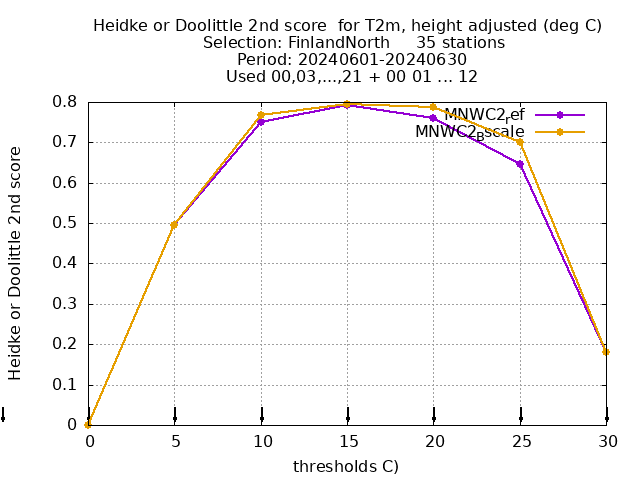 Heidke or Doolittle 2nd score  for T2m, height adjusted (deg C)
Selection: FinlandNorth     35 stations
Period: 20240601-20240630
Used 00,03,...,21 + 00 01 ... 12
MNWC2ref
MNWC2Bscale
Heidke or Doolittle 2nd score
0.8
0.7
0.6
0.5
0.4
0.3
0.2
0.1
0
0 5 10 15 20 25 30
thresholds C)